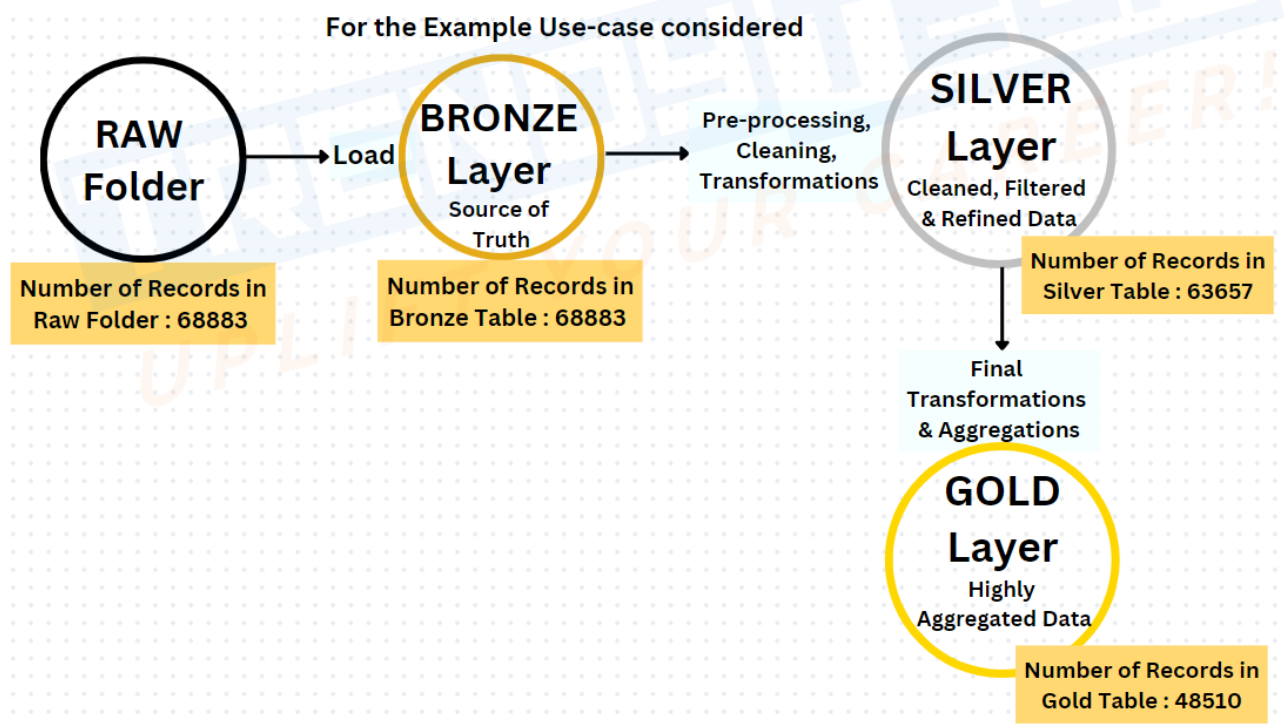 For the Example Use-case considered
RAW
Folder
Load
BRONZE
Layer
Source of
Truth
Pre-processing,
Cleaning,
Transformations
SILVER
Layer
Cleaned, Filtered
& Refined Data
Number of Records in
Raw Folder : 68883
Number of Records in
Bronze Table : 68883
Number of Records in
Silver Table : 63657
Final
Transformations
& Aggregations
GOLD
Layer
Highly
Aggregated Data
Number of Records in
Gold Table : 48510
UPLIFT YOUR CAREER!